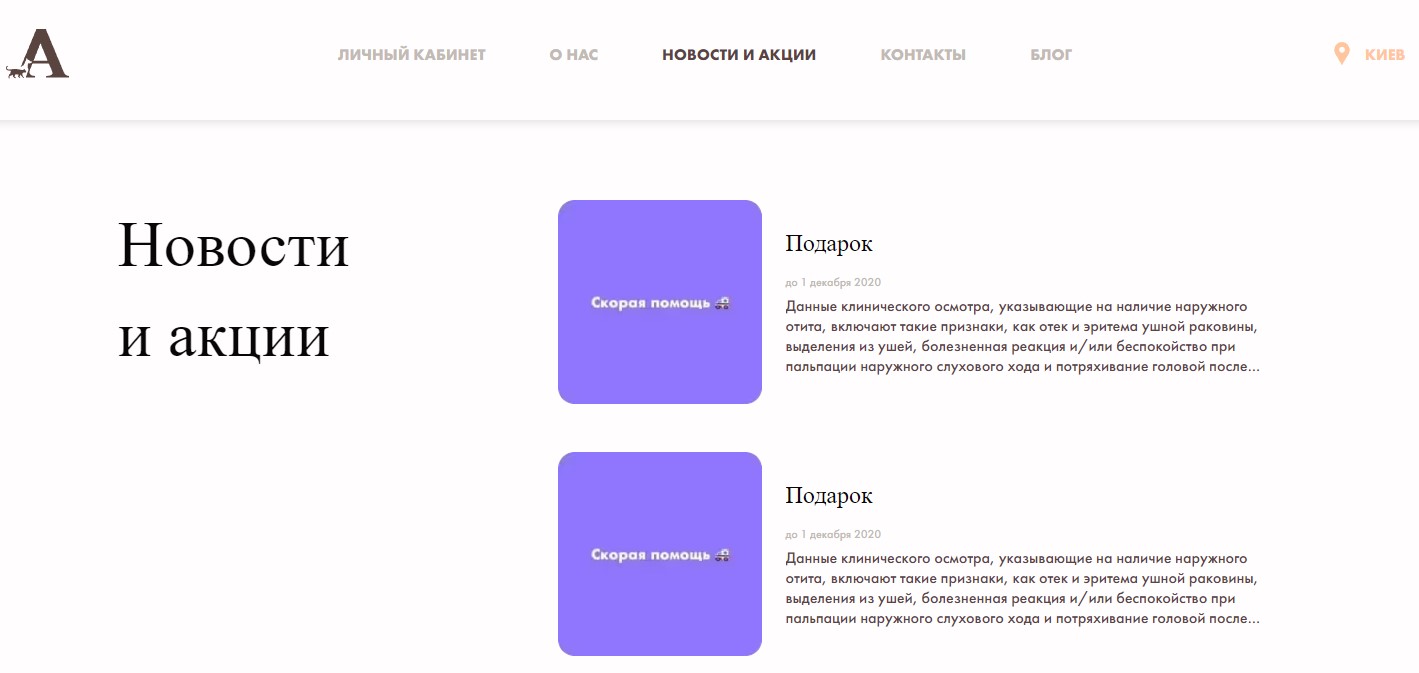 А
ЛИЧНЫЙ КАБИНЕТ
О НАС
НОВОСТИ И АКЦИИ
КОНТАКТЫ
БЛОГ
КИЕВ
Новости
и акции
Скорая помощь
Подарок
до 1 декабря 2020
Данные клинического осмотра, указывающие на наличие наружного
отита, включают такие признаки, как отек и эритема ушной раковины,
выделения из ушей, болезненная реакция и/или беспокойство при
пальпации наружного слухового хода и потряхивание головой после...
Скорая помощь
Подарок
до 1 декабря 2020
Данные клинического осмотра, указывающие на наличие наружного
отита, включают такие признаки, как отек и эритема ушной раковины,
выделения из ушей, болезненная реакция и/или беспокойство при
пальпации наружного слухового хода и потряхивание головой после...